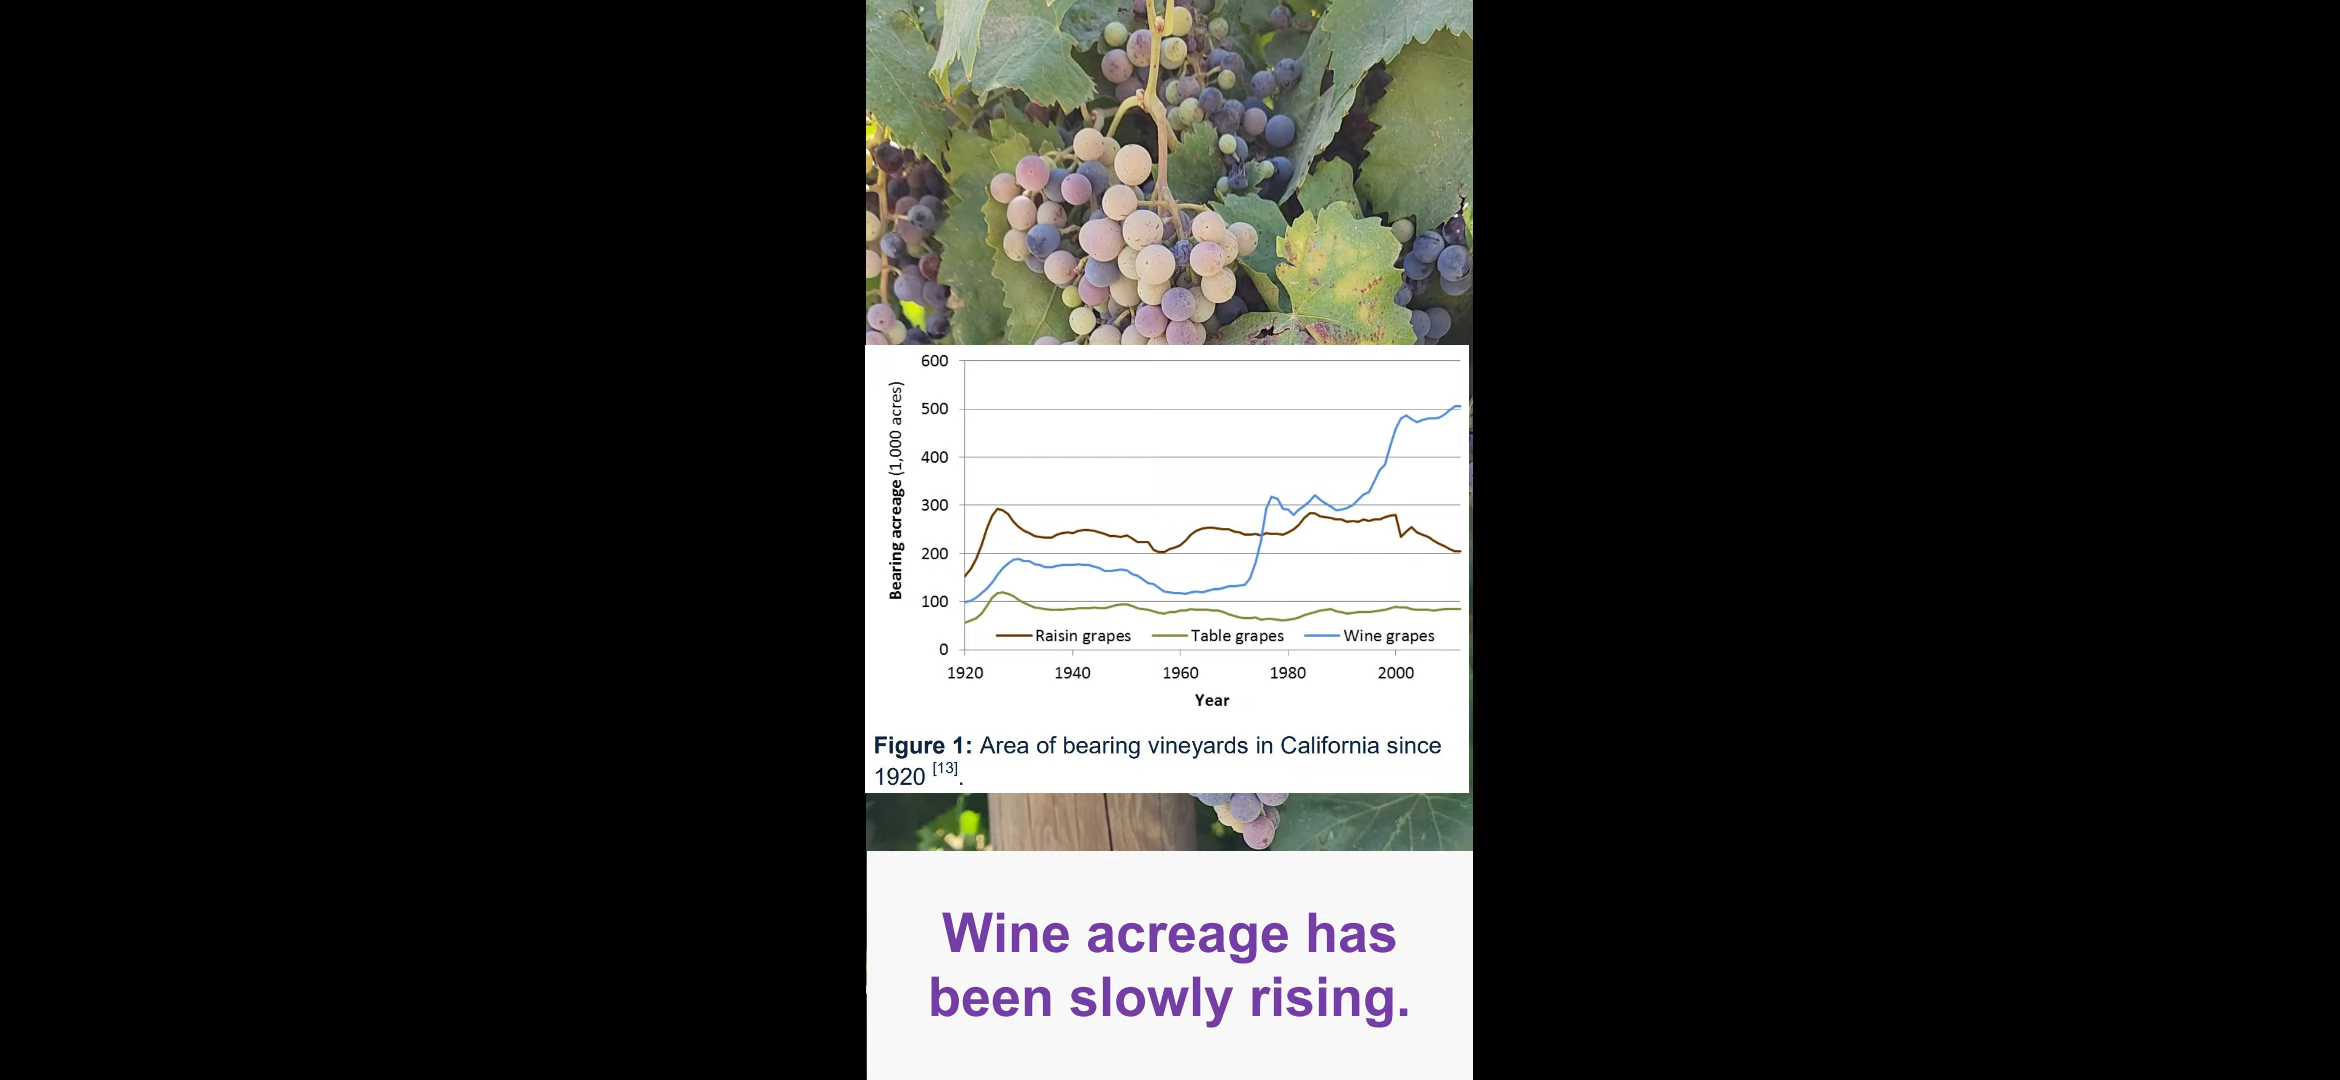 600
500
400
300
200
100
0
Bearing acreage (1,000 acres)
Raisin grapes Table grapes Wine grapes
1920 1940 1960 1980 2000
Year
Figure 1: Area of bearing vineyards in California since
1920 [13].
Wine acreage has
been slowly rising.